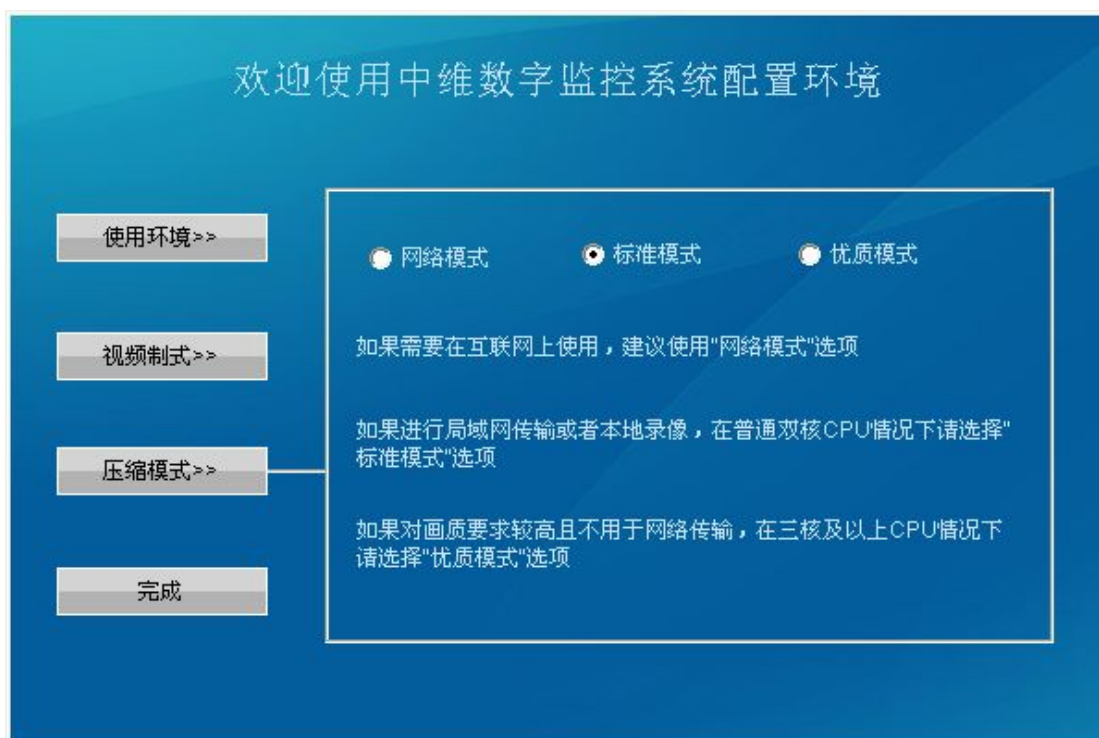 欢迎使用中维数字监控系统配置环境
使用环境>>
网络模式
标准模式
优质模式
视频制式>>
如果需要在互联网上使用，建议使用"网络模式"选项
如果进行局域网传输或者本地录像，在普通双核CPU情况下请选择"
标准模式"选项
压缩模式>>
如果对画质要求较高且不用于网络传输，在三核及以上CPU情况下
请选择"优质模式"选项
完成